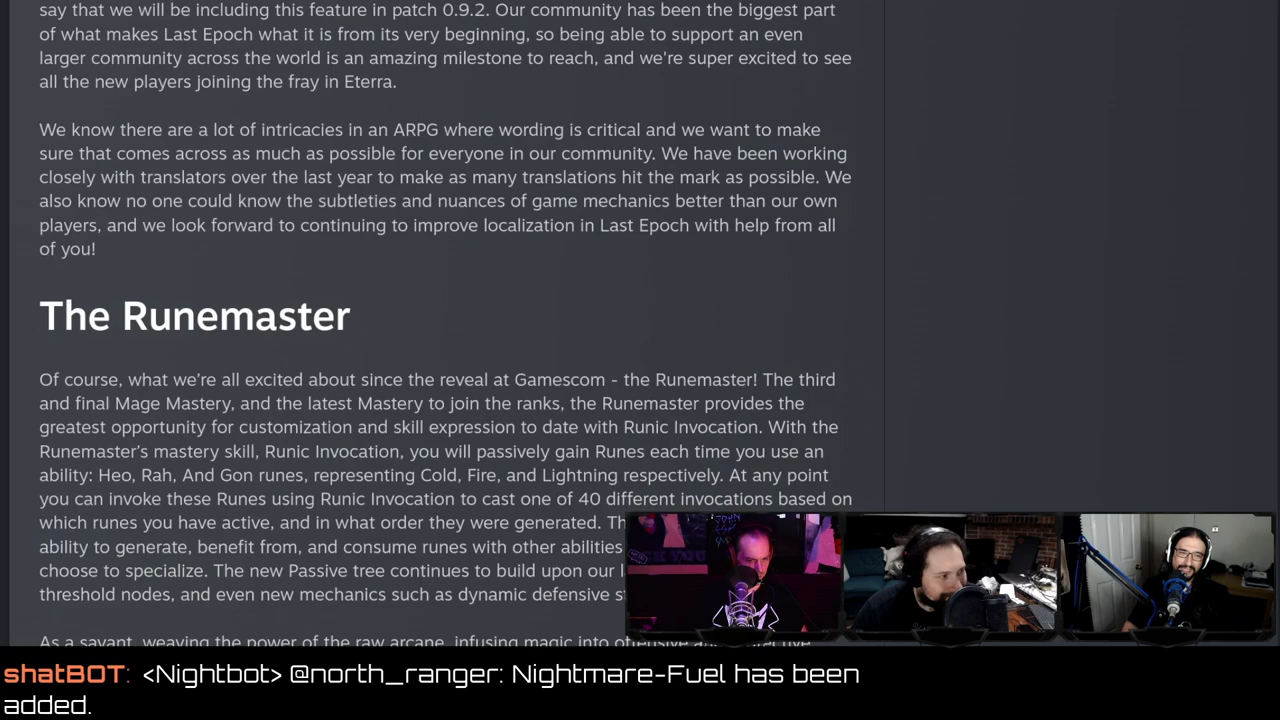 say that we will be including this feature in patch 0.9.2. Our community has been the biggest part
of what makes Last Epoch what it is from its very beginning, so being able to support an even
larger community across the world is an amazing milestone to reach, and we're super excited to see
all the new players joining the fray in Eterra.
We know there are a lot of intricacies in an ARPG where wording is critical and we want to make
sure that comes across as much as possible for everyone in our community. We have been working
closely with translators over the last year to make as many translations hit the mark as possible. We
also know no one could know the subtleties and nuances of game mechanics better than our own
players, and we look forward to continuing to improve localization in Last Epoch with help from all
of you!
The Runemaster
Of course, what we're all excited about since the reveal at Gamescom - the Runemaster! The third
and final Mage Mastery, and the latest Mastery to join the ranks, the Runemaster provides the
greatest opportunity for customization and skill expression to date with Runic Invocation. With the
Runemaster's mastery skill, Runic Invocation, you will passively gain Runes each time you use an
ability: Heo, Rah, And Gon runes, representing Cold, Fire, and Lightning respectively. At any point
you can invoke these Runes using Runic Invocation to cast one of 40 different invocations based on
which runes you have active, and in what order they were generated.
ability to generate, benefit from, and consume runes with other abilities
choose to specialize. The new Passive tree continues to build upon our
threshold nodes, and even new mechanics such as dynamic defensive
As a savant, weaving the power of the raw arcane, infusing magic into offensive and
shatBOT: <Nightbot> @north_ranger: Nightmare-Fuel has been
added.